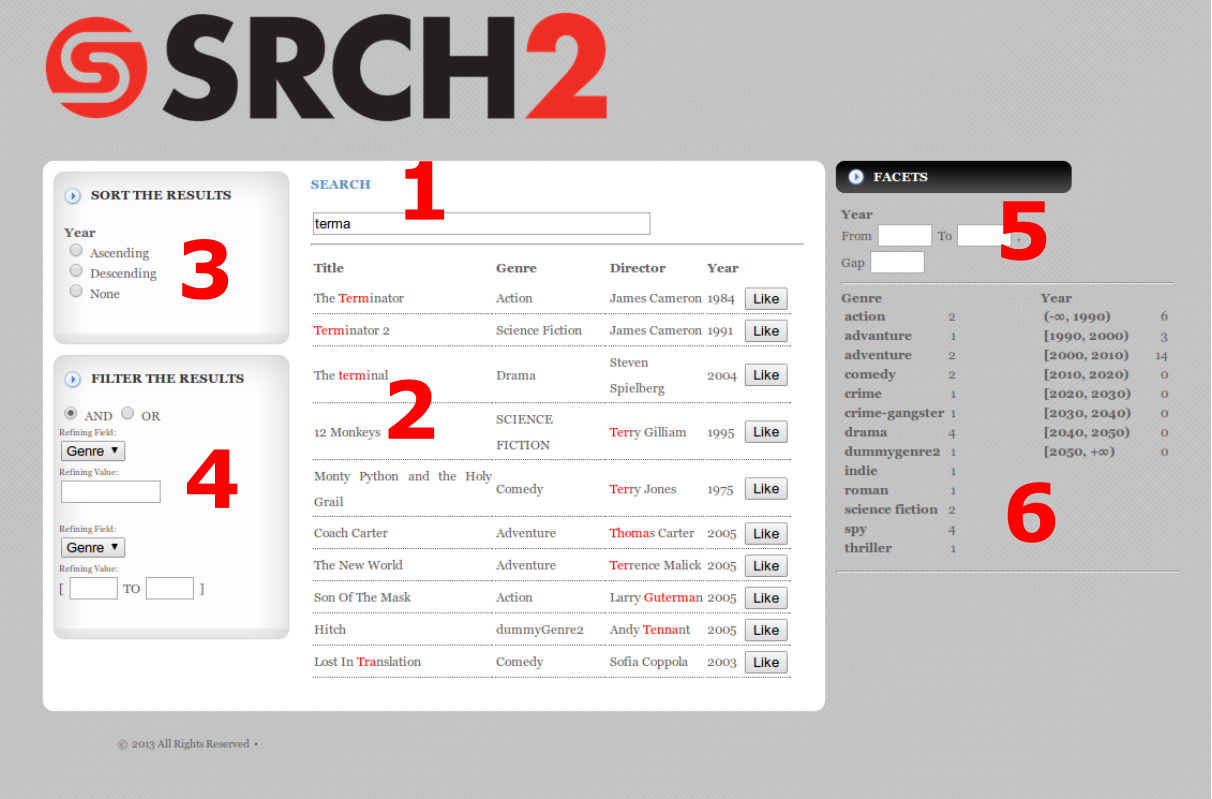 SRCH2
1
SEARCH
terma
SORT THE RESULTS
Year
Ascending
Descending
None
3
FILTER THE RESULTS
AND OR
Refining Field:
Genre
Refining Value:
4
Refining Field:
Genre
Refining Value:
[ TO ]
Title Genre Director Year
The Terminator Action James Cameron 1984 Like
Terminator 2 Science Fiction James Cameron 1991 Like
The terminal Drama Steven Spielberg 2004 Like
2
12 Monkeys SCIENCE FICTION Terry Gilliam 1995 Like
Monty Python and the Holy Grail Comedy Terry Jones 1975 Like
Coach Carter Adventure Thomas Carter 2005 Like
The New World Adventure Terrence Malick 2005 Like
Son Of The Mask Action Larry Guterman 2005 Like
Hitch dummyGenre2 Andy Tennant 2005 Like
Lost In Translation Comedy Sofia Coppola 2003 Like
FACETS
Year
From To ,
5
Gap
Genre Year
action 2 (-∞, 1990) 6
advanture 1 [1990, 2000) 3
adventure 2 [2000, 2010) 14
comedy 2 [2010, 2020) 0
crime 1 [2020, 2030) 0
crime-gangster 1 [2030, 2040) 0
drama 4 [2040, 2050) 0
dummygenre2 1 [2050, +∞) 0
indie 1
roman 1
science fiction 2
6
spy 4
thriller 1
© 2013 All Rights Reserved •